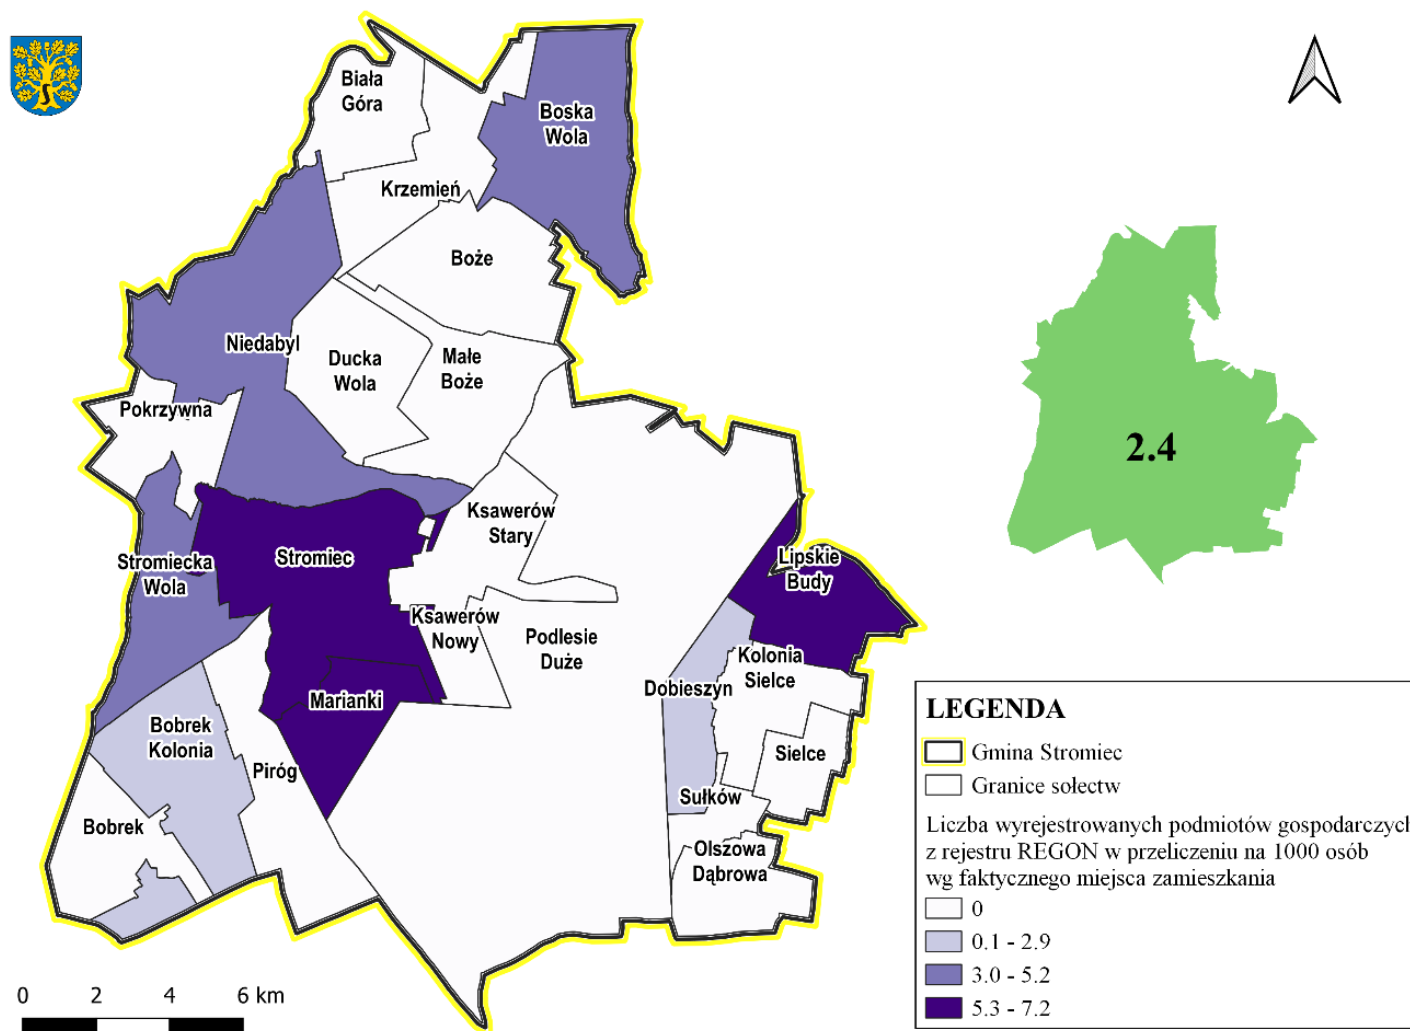 Biała
Góra
Boska
Wola
Krzemień
Boże
Niedabyl
Ducka
Wola
Małe
Boże
Pokrzywna
2.4
Ksawerów
Stary
Stromiec
Stromiecka
Wola
Lipskie
Budy
Ksawerów
Nowy
Podlesie
Duże
Kolonia
Sielce
Dobieszyn
Marianki
Bobrek
Kolonia
Piróg
Sielce
Sułków
Bobrek
Olszowa
Dąbrowa
LEGENDA
Gmina Stromiec
Granice sołectw
Liczba wyrejestrowanych podmiotów gospodarczyc
z rejestru REGON w przeliczeniu na 1000 osób
wg faktycznego miejsca zamieszkania
0
0.1 - 2.9
3.0 - 5.2
5.3 - 7.2
0 2 4 6 km